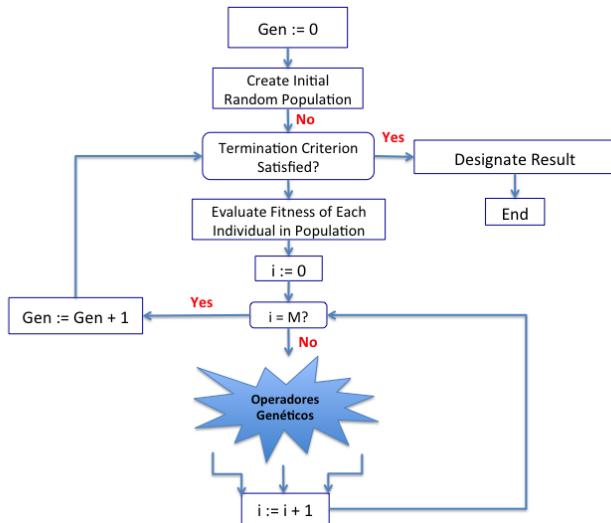 Gen := 0
Create Initial
Random Population
No
Termination Criterion
Satisfied?
Yes
Designate Result
End
Evaluate Fitness of Each
Individual in Population
i := 0
Gen := Gen + 1
Yes
i = M?
No
Operadores
Genéticos
i := i + 1